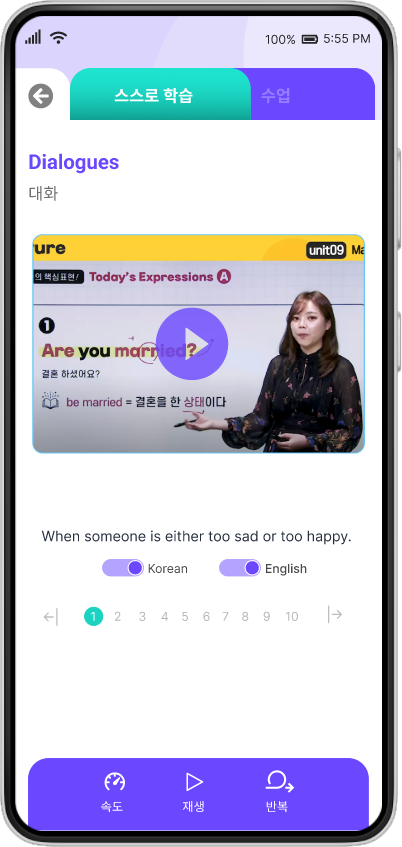 100% 5:55 PM
스스로 학습 수업
Dialogues
대화
ure unit09 Ma
의 핵심표현! Today's Expressions A
1
Are you married?
결혼 하셨어요?
be married = 결혼을 한 상태이다
When someone is either too sad or too happy.
Korean English
1 2 3 4 5 6 7 8 9 10
속도 재생 반복